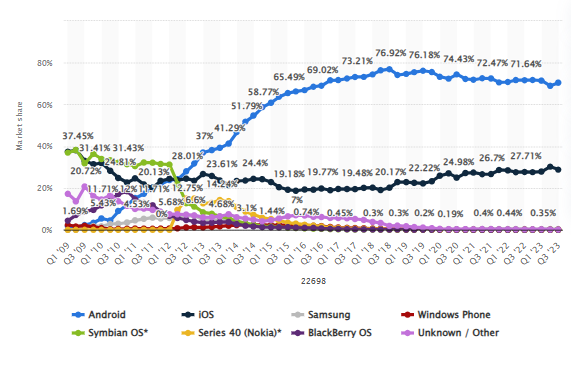 80%
60%
40%
20%
0%
Market share
37.45%
31.41%
31.43%
24.81%
20.72%
20.13%
11.71%
12%
11.71%
5.43%
4.53%
1.69%
5.68%
0%
28.01%
12.75%
6.6%
37%
23.61%
14.24%
4.68%
41.29%
51.79%
24.4%
3.1%
58.77%
65.49%
69.02%
73.21%
76.92%
76.18%
74.43%
72.47%
71.64%
19.18%
19.77%
19.48%
20.17%
22.22%
24.98%
26.7%
27.71%
7%
1.44%
0.74%
0.45%
0.3%
0.3%
0.2%
0.19%
0.4%
0.44%
0.35%
Q1 '09
Q3 '09
Q1 '10
Q3 '10
Q1 '11
Q3 '11
Q1 '12
Q3 '12
Q1 '13
Q3 '13
Q1 '14
Q3 '14
Q1 '15
Q3 '15
Q1 '16
Q3 '16
Q1 '17
Q3 '17
Q1 '18
Q3 '18
Q1 '19
Q3 '19
Q1 '20
Q3 '20
Q1 '21
Q3 '21
Q1 '22
Q3 '22
Q1 '23
Q3 '23
22698
Android iOS Samsung Windows Phone
Symbian OS* Series 40 (Nokia)* BlackBerry OS Unknown / Other